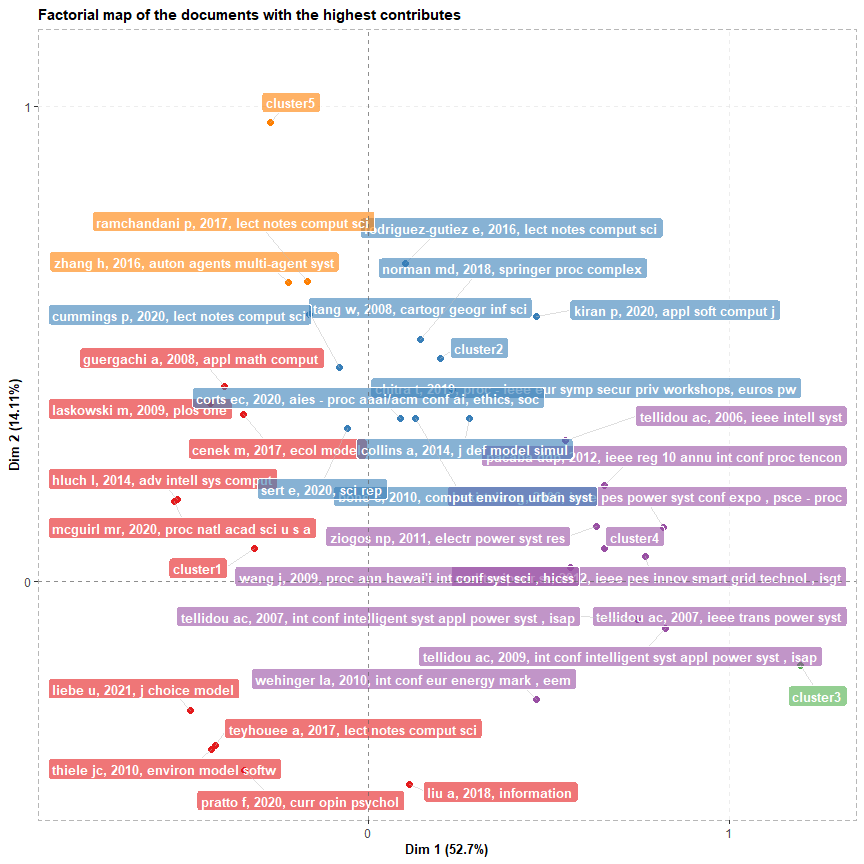 Factorial map of the documents with the highest contributes
cluster5
1
ramchandani p, 2017, lect notes comput sci
rodriguez-gutiez e, 2016, lect notes comput sci
zhang h, 2016, auton agents multi-agent syst
norman md, 2018, springer proc complex
tang w, 2008, cartogr geogr inf sci
kiran p, 2020, appl soft comput j
cummings p, 2020, lect notes comput sci
cluster2
guergachi a, 2008, appl math comput
chitra t, 2019, proc - ieee eur symp secur priv workshops, euros pw
corts ec, 2020, aies - proc aaai/acm conf ai, ethics, soc
laskowski m, 2009, plos one
tellidou ac, 2006, ieee intell syst
cenek m, 2017, ecol model
collins a, 2014, j def model simul
2012, ieee reg 10 annu int conf proc tencon
hluch l, 2014, adv intell sys comput
sert e, 2020, sci rep
2010, comput environ urban syst
pes power syst conf expo , psce - proc
mcguirl mr, 2020, proc natl acad sci u s a
ziogos np, 2011, electr power syst res
cluster4
cluster1
0
wang j, 2009, proc ann hawai'i int conf syst sci , hicss
ieee pes innov smart grid technol , isgt
tellidou ac, 2007, int conf intelligent syst appl power syst , isap
tellidou ac, 2007, ieee trans power syst
tellidou ac, 2009, int conf intelligent syst appl power syst , isap
wehinger la, 2010, int conf eur energy mark , eem
liebe u, 2021, j choice model
cluster3
teyhouee a, 2017, lect notes comput sci
thiele jc, 2010, environ model softw
liu a, 2018, information
pratto f, 2020, curr opin psychol
0
1
Dim 1 (52.7%)
Dim 2 (14.11%)